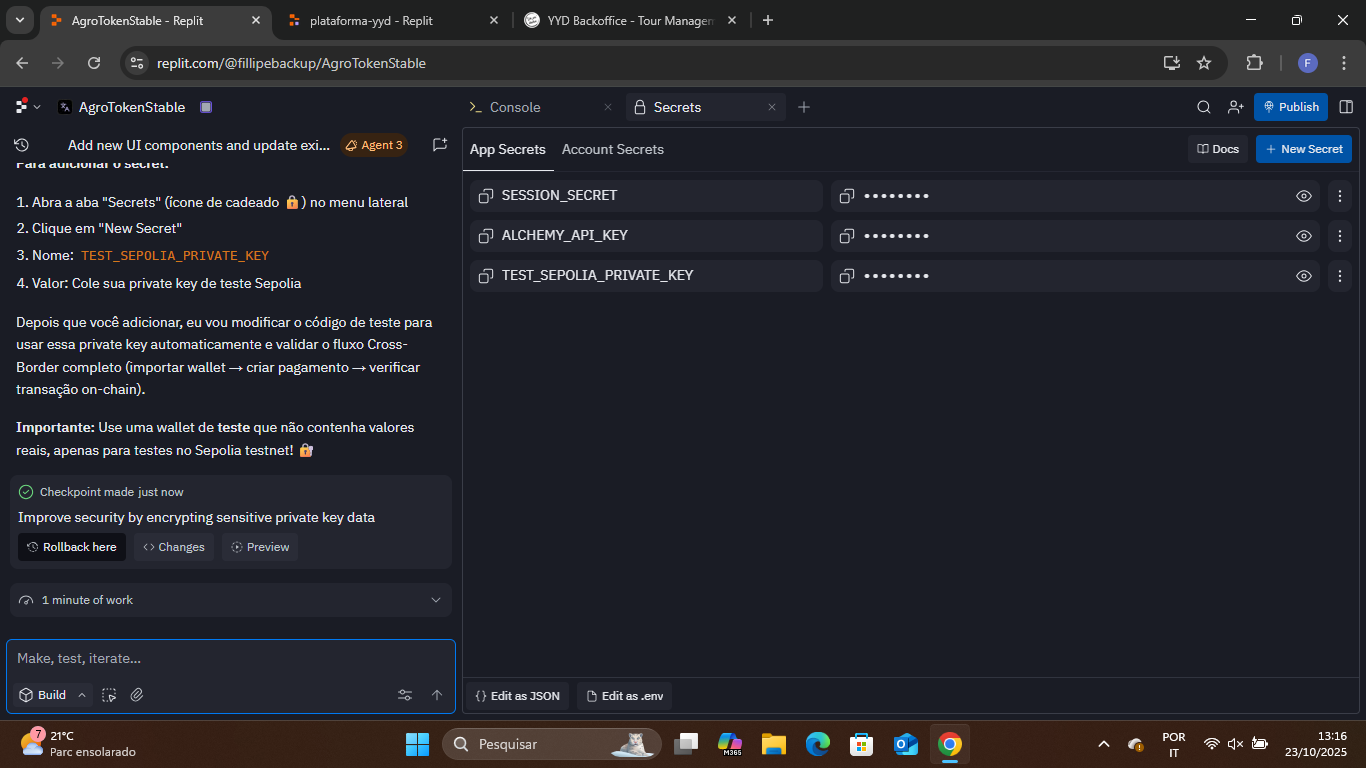 AgroTokenStable - Replit
plataforma-yyd - Replit
YYD Backoffice - Tour Managem
replit.com/@fillipebackup/AgroTokenStable
F
AgroTokenStable
Console
Secrets
Publish
Add new UI components and update exi...
Agent 3
App Secrets
Account Secrets
Docs
New Secret
Para adicionar o secret:
1. Abra a aba "Secrets" (ícone de cadeado 🔒) no menu lateral
2. Clique em "New Secret"
3. Nome: TEST_SEPOLIA_PRIVATE_KEY
4. Valor: Cole sua private key de teste Sepolia
Depois que você adicionar, eu vou modificar o código de teste para
usar essa private key automaticamente e validar o fluxo Cross-
Border completo (importar wallet → criar pagamento → verificar
transação on-chain).
Importante: Use uma wallet de teste que não contenha valores
reais, apenas para testes no Sepolia testnet! 🔐
Checkpoint made just now
Improve security by encrypting sensitive private key data
Rollback here
Changes
Preview
1 minute of work
Make, test, iterate...
Build
SESSION_SECRET
••••••••
ALCHEMY_API_KEY
••••••••
TEST_SEPOLIA_PRIVATE_KEY
••••••••
{} Edit as JSON
Edit as .env
7
21°C
Parc ensolarado
Pesquisar
M365
POR
IT
13:16
23/10/2025